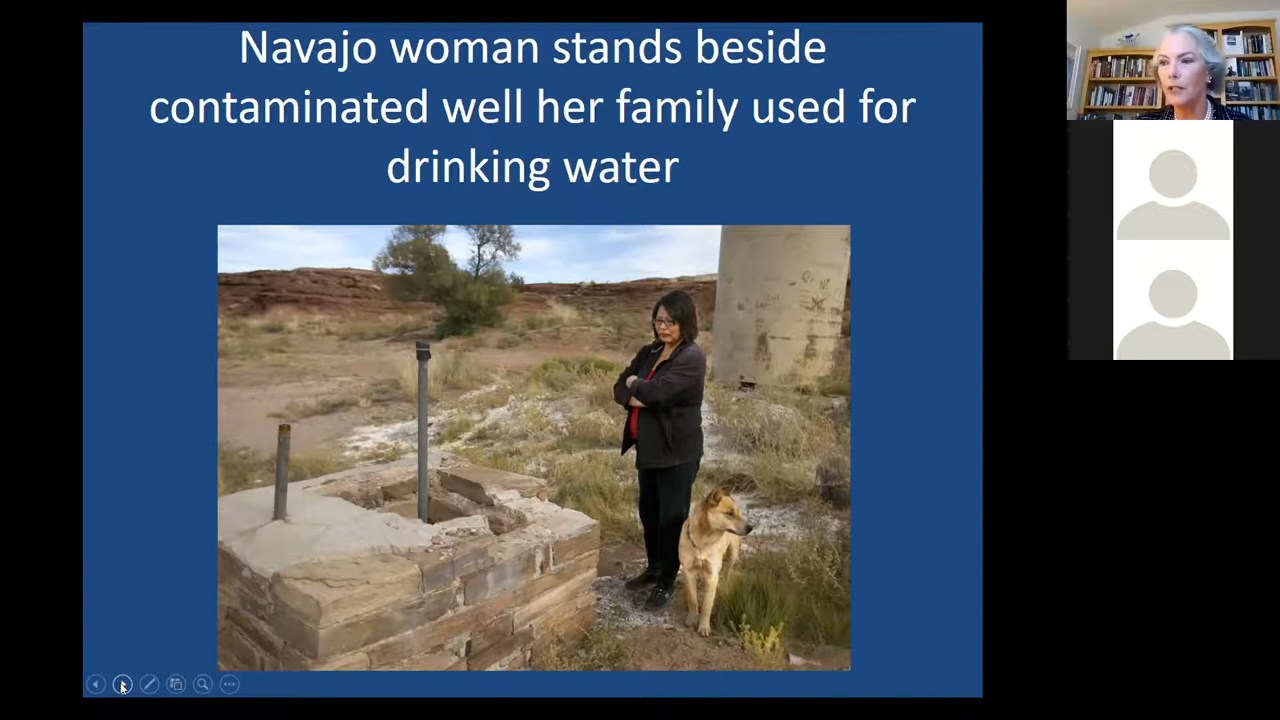 Navajo woman stands beside
contaminated well her family used for
drinking water